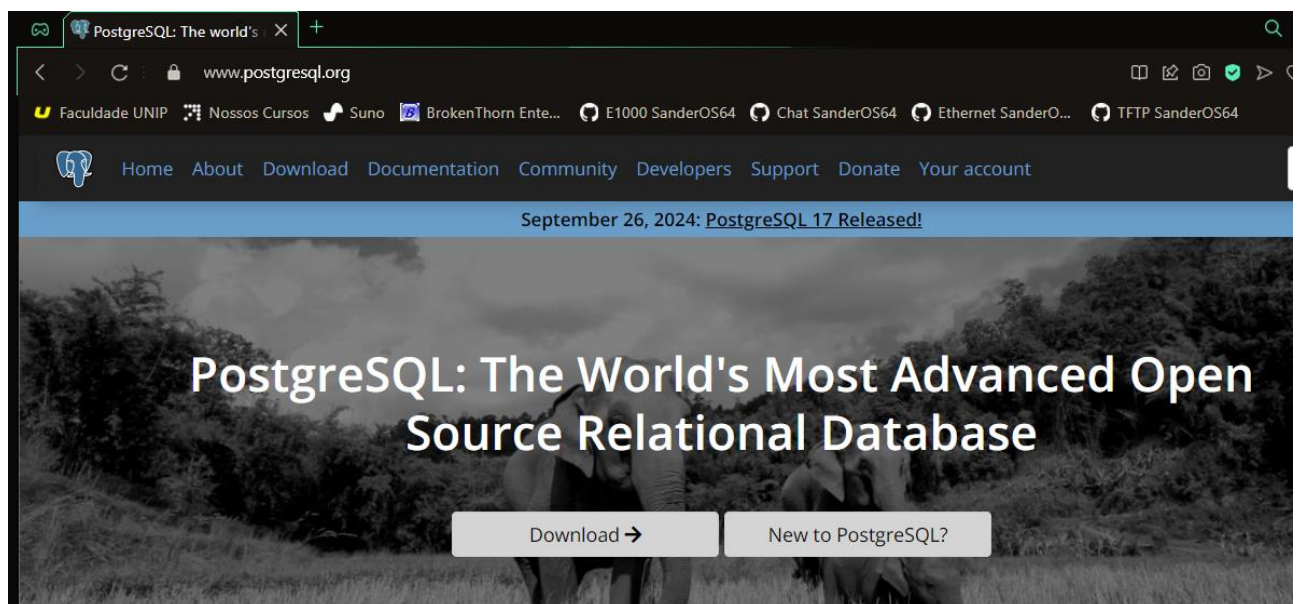 PostgreSQL: The world's
www.postgresql.org
Faculdade UNIP Nossos Cursos Suno BrokenThorn Ente... E1000 SanderOS64 Chat SanderOS64 Ethernet SanderO... TFTP SanderOS64
Home About Download Documentation Community Developers Support Donate Your account
September 26, 2024: PostgreSQL 17 Released!
PostgreSQL: The World's Most Advanced Open
Source Relational Database
Download → New to PostgreSQL?